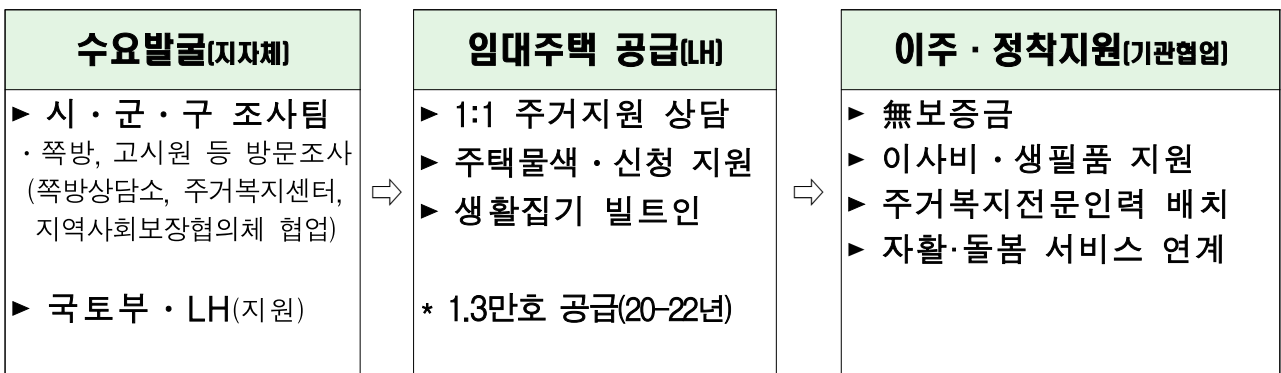 수요발굴(지자체)
► 시・군・구 조사팀
・쪽방, 고시원 등 방문조사
(쪽방상담소, 주거복지센터,
지역사회보장협의체 협업)
► 국토부・LH(지원)
⇨
임대주택 공급(LH)
► 1:1 주거지원 상담
► 주택물색・신청 지원
► 생활집기 빌트인
* 1.3만호 공급(20-22년)
⇨
이주・정착지원(기관협업)
► 無보증금
► 이사비・생필품 지원
► 주거복지전문인력 배치
► 자활·돌봄 서비스 연계